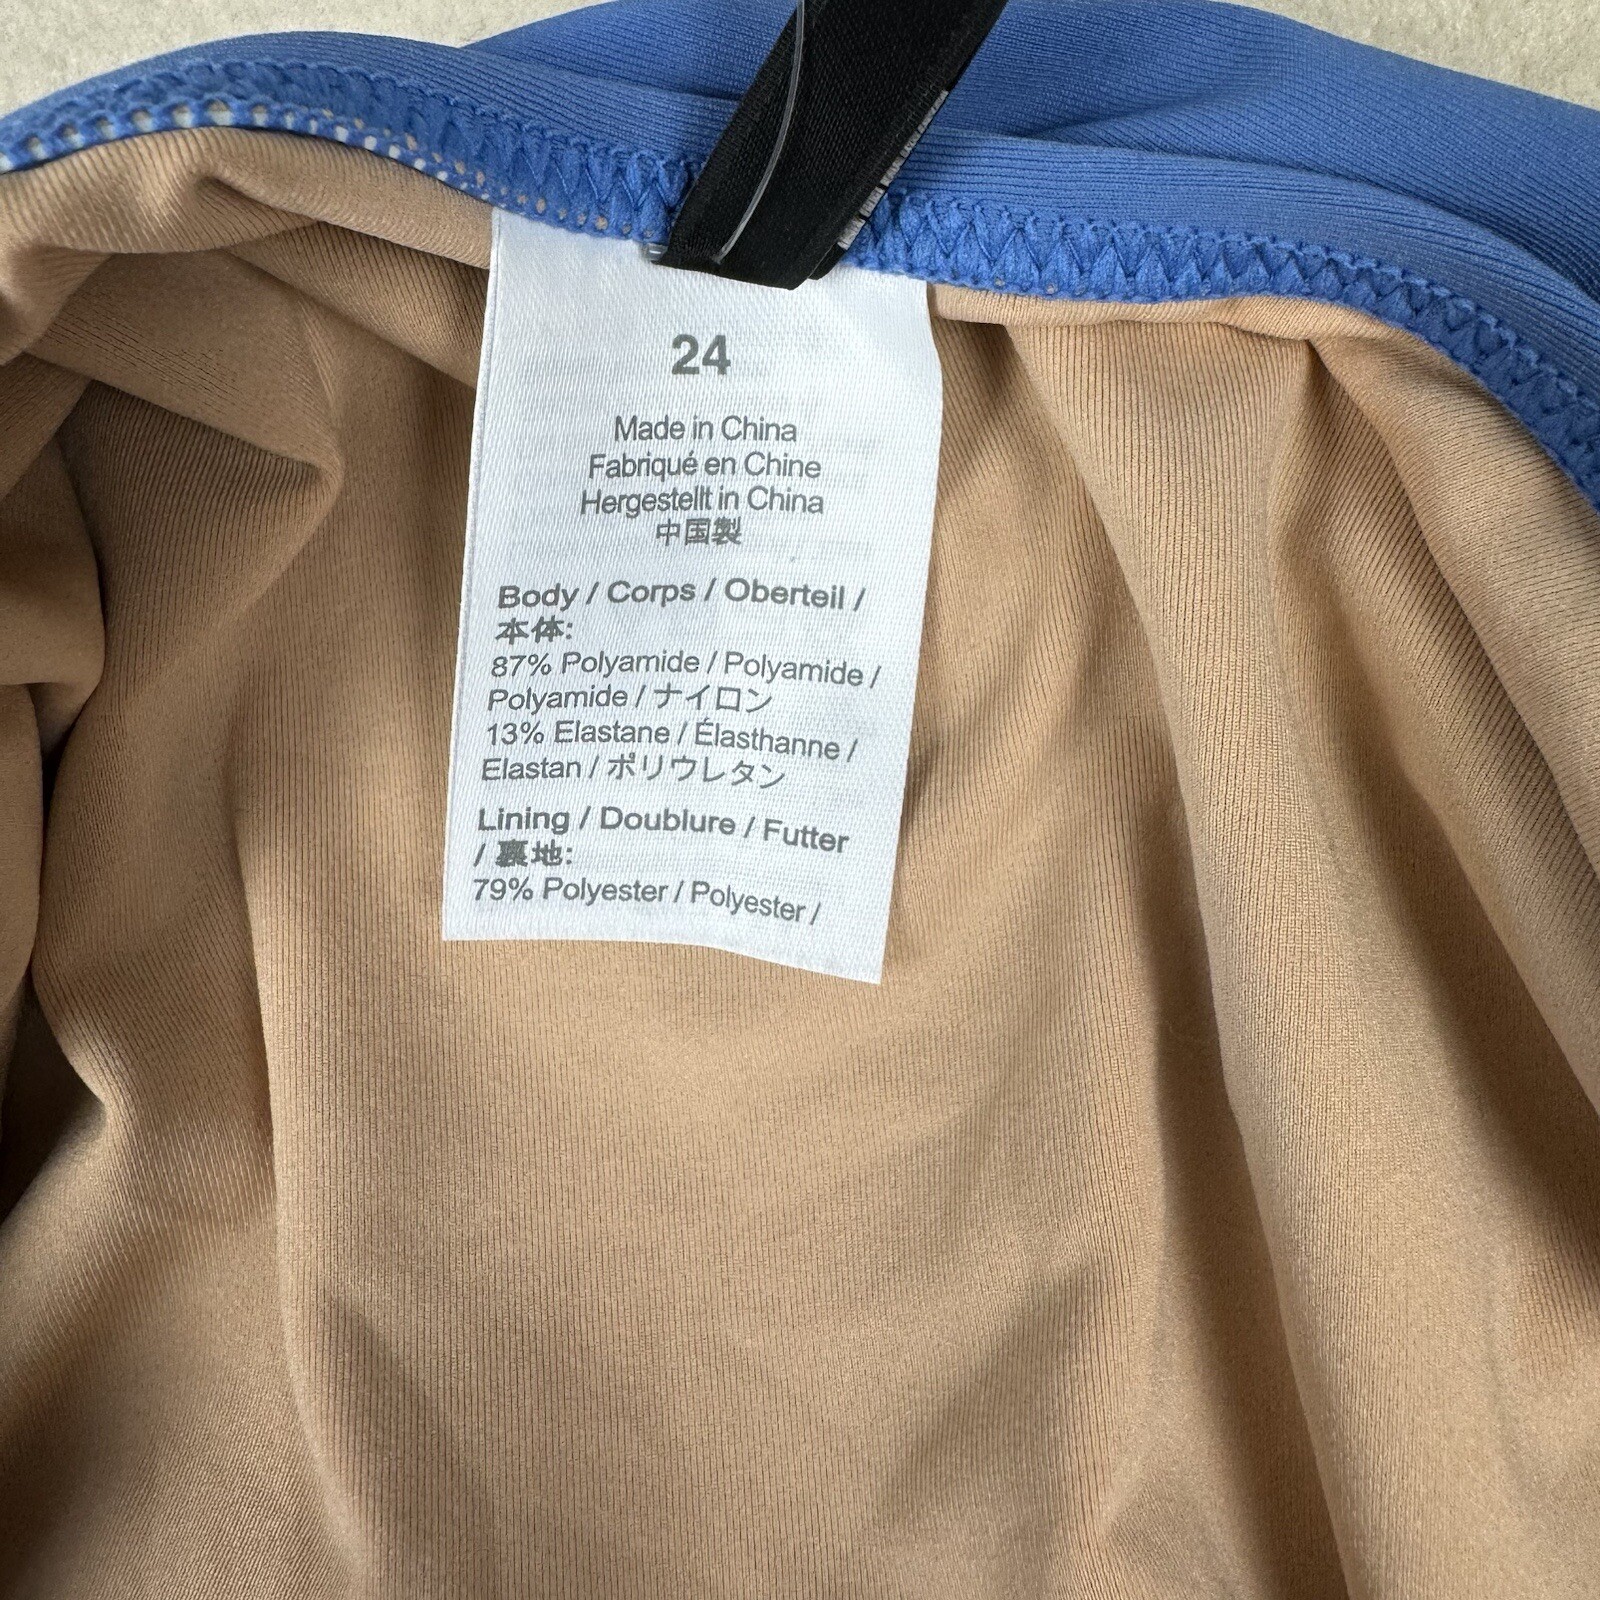 24
Made in China
Fabriqué en Chine
Hergestellt in China
中国製
Body / Corps / Oberteil /
本体:
87% Polyamide / Polyamide /
Polyamide / ナイロン
13% Elastane / Élasthanne /
Elastan / ポリウレタン
Lining / Doublure / Futter
/ 裏地:
79% Polyester / Polyester /